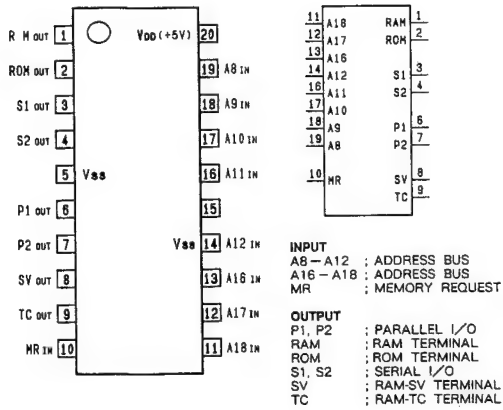 R M OUT 1 VDD (+5V) 20
ROM OUT 2 19 A8 IN
S1 OUT 3 18 A9 IN
S2 OUT 4 17 A10 IN
5 Vss 16 A11 IN
P1 OUT 6 15
P2 OUT 7 Vss 14 A12 IN
SV OUT 8 13 A16 IN
TC OUT 9 12 A17 IN
MR IN 10 11 A18 IN
11 A18 RAM 1
12 A17 ROM 2
13 A16
14 A12 S1 3
16 A11 S2 4
17 A10
18 A9 P1 6
19 A8 P2 7
10 MR SV 8
TC 9
INPUT
A8–A12 ; ADDRESS BUS
A16–A18 ; ADDRESS BUS
MR ; MEMORY REQUEST
OUTPUT
P1, P2 ; PARALLEL I/O
RAM ; RAM TERMINAL
ROM ; ROM TERMINAL
S1, S2 ; SERIAL I/O
SV ; RAM-SV TERMINAL
TC ; RAM-TC TERMINAL